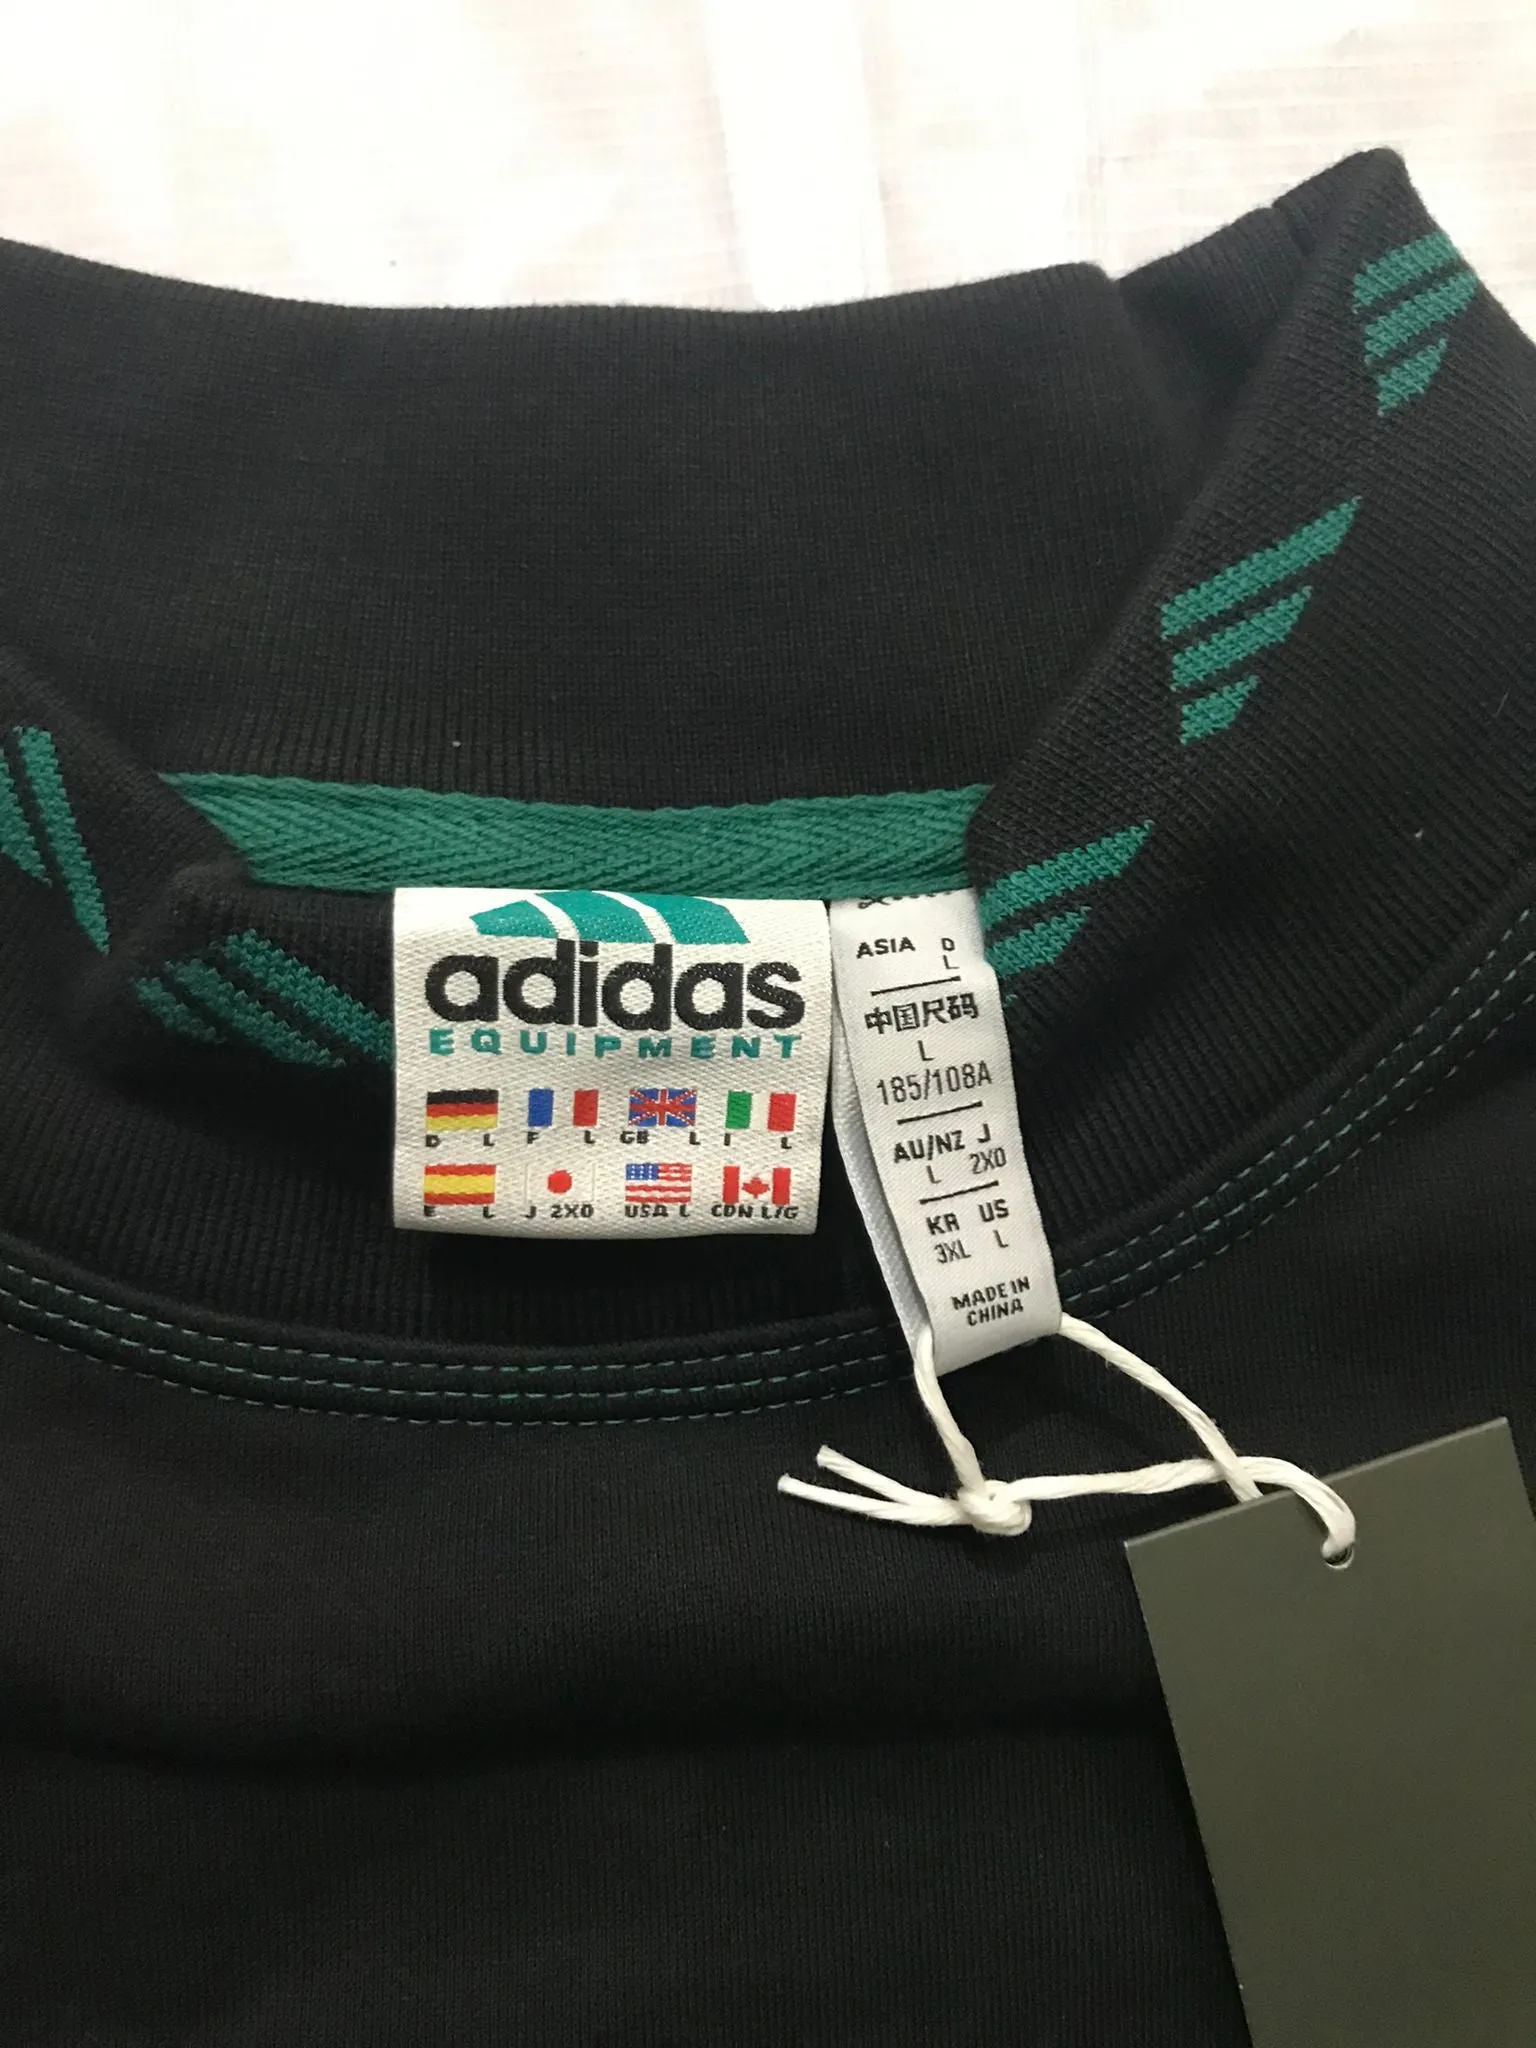 adidas
EQUIPMENT
D L F L GB L I L
E L J 2XO USA L CDN L/G
ASIA D
L
中国尺码
L
185/108A
AU/NZ J
L 2XO
KR US
3XL L
MADE IN
CHINA